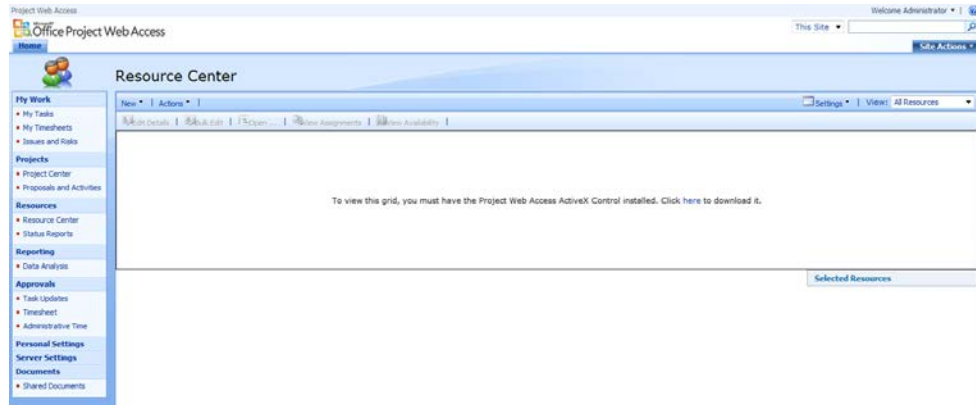 Project Web Access
Welcome Administrator
Microsoft
Office Project Web Access
This Site
Home
Site Actions
Resource Center
My Work
My Tasks
My Timesheets
Issues and Risks
Projects
Project Center
Proposals and Activities
Resources
Resource Center
Status Reports
Reporting
Data Analysis
Approvals
Task Updates
Timesheet
Administrative Time
Personal Settings
Server Settings
Documents
Shared Documents
New | Actions |
Settings | View: All Resources
Edit Details | Bulk Edit | Open ... | View Assignments | View Availability |
To view this grid, you must have the Project Web Access ActiveX Control installed. Click here to download it.
Selected Resources